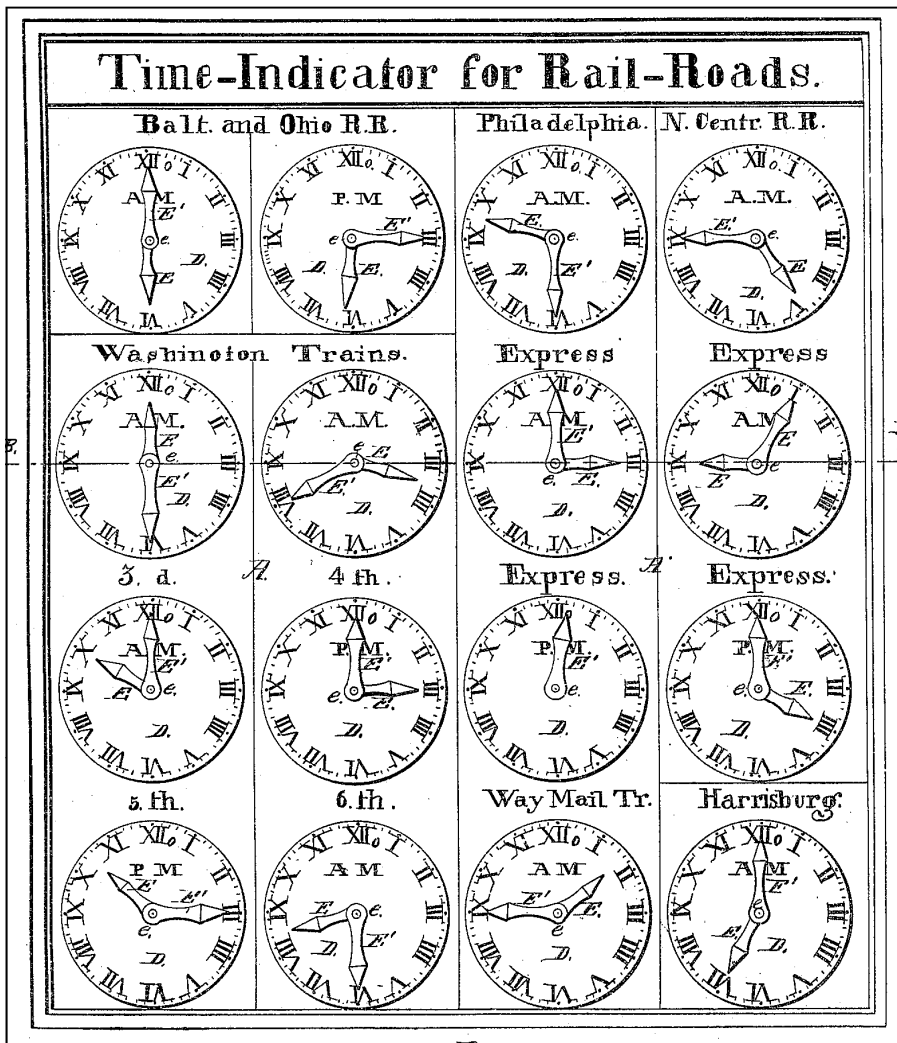 Time-Indicator for Rail-Roads.
Balt. and Ohio R.R. Philadelphia. N. Centr. R.R.
A M P. M A.M. A.M.
E' E' E. E'
e. e e. e.
D. D. D. D.
E E. E' E
Washinoton Trains. Express Express
A.M. A.M. A M A.M
E E. E' E'
e. e e. e
E' E' E. E
D. D. D. D.
3. d. A. 4 th. Express. A' Express.
A M. P.M. P.M. P.M.
E' E' E' E'
E e. e. E. e. e. E.
D. D. D. D.
5. th. 6. th. Way Mail Tr. Harrisburg.
P M A M A M A M
E E' E. E' E'
e. e. e e
D. E' D. E. D. E' D.